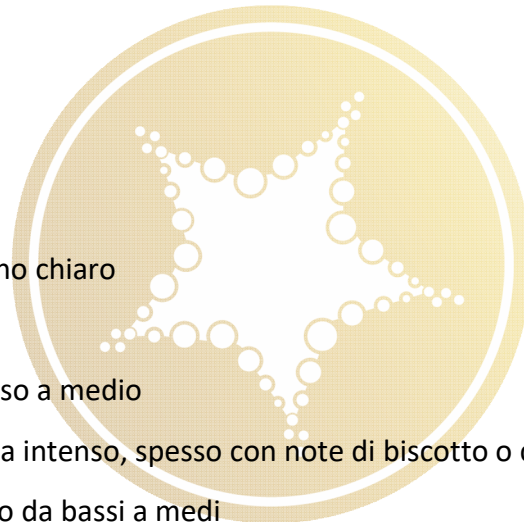 no chiaro
so a medio
a intenso, spesso con note di biscotto o
o da bassi a medi